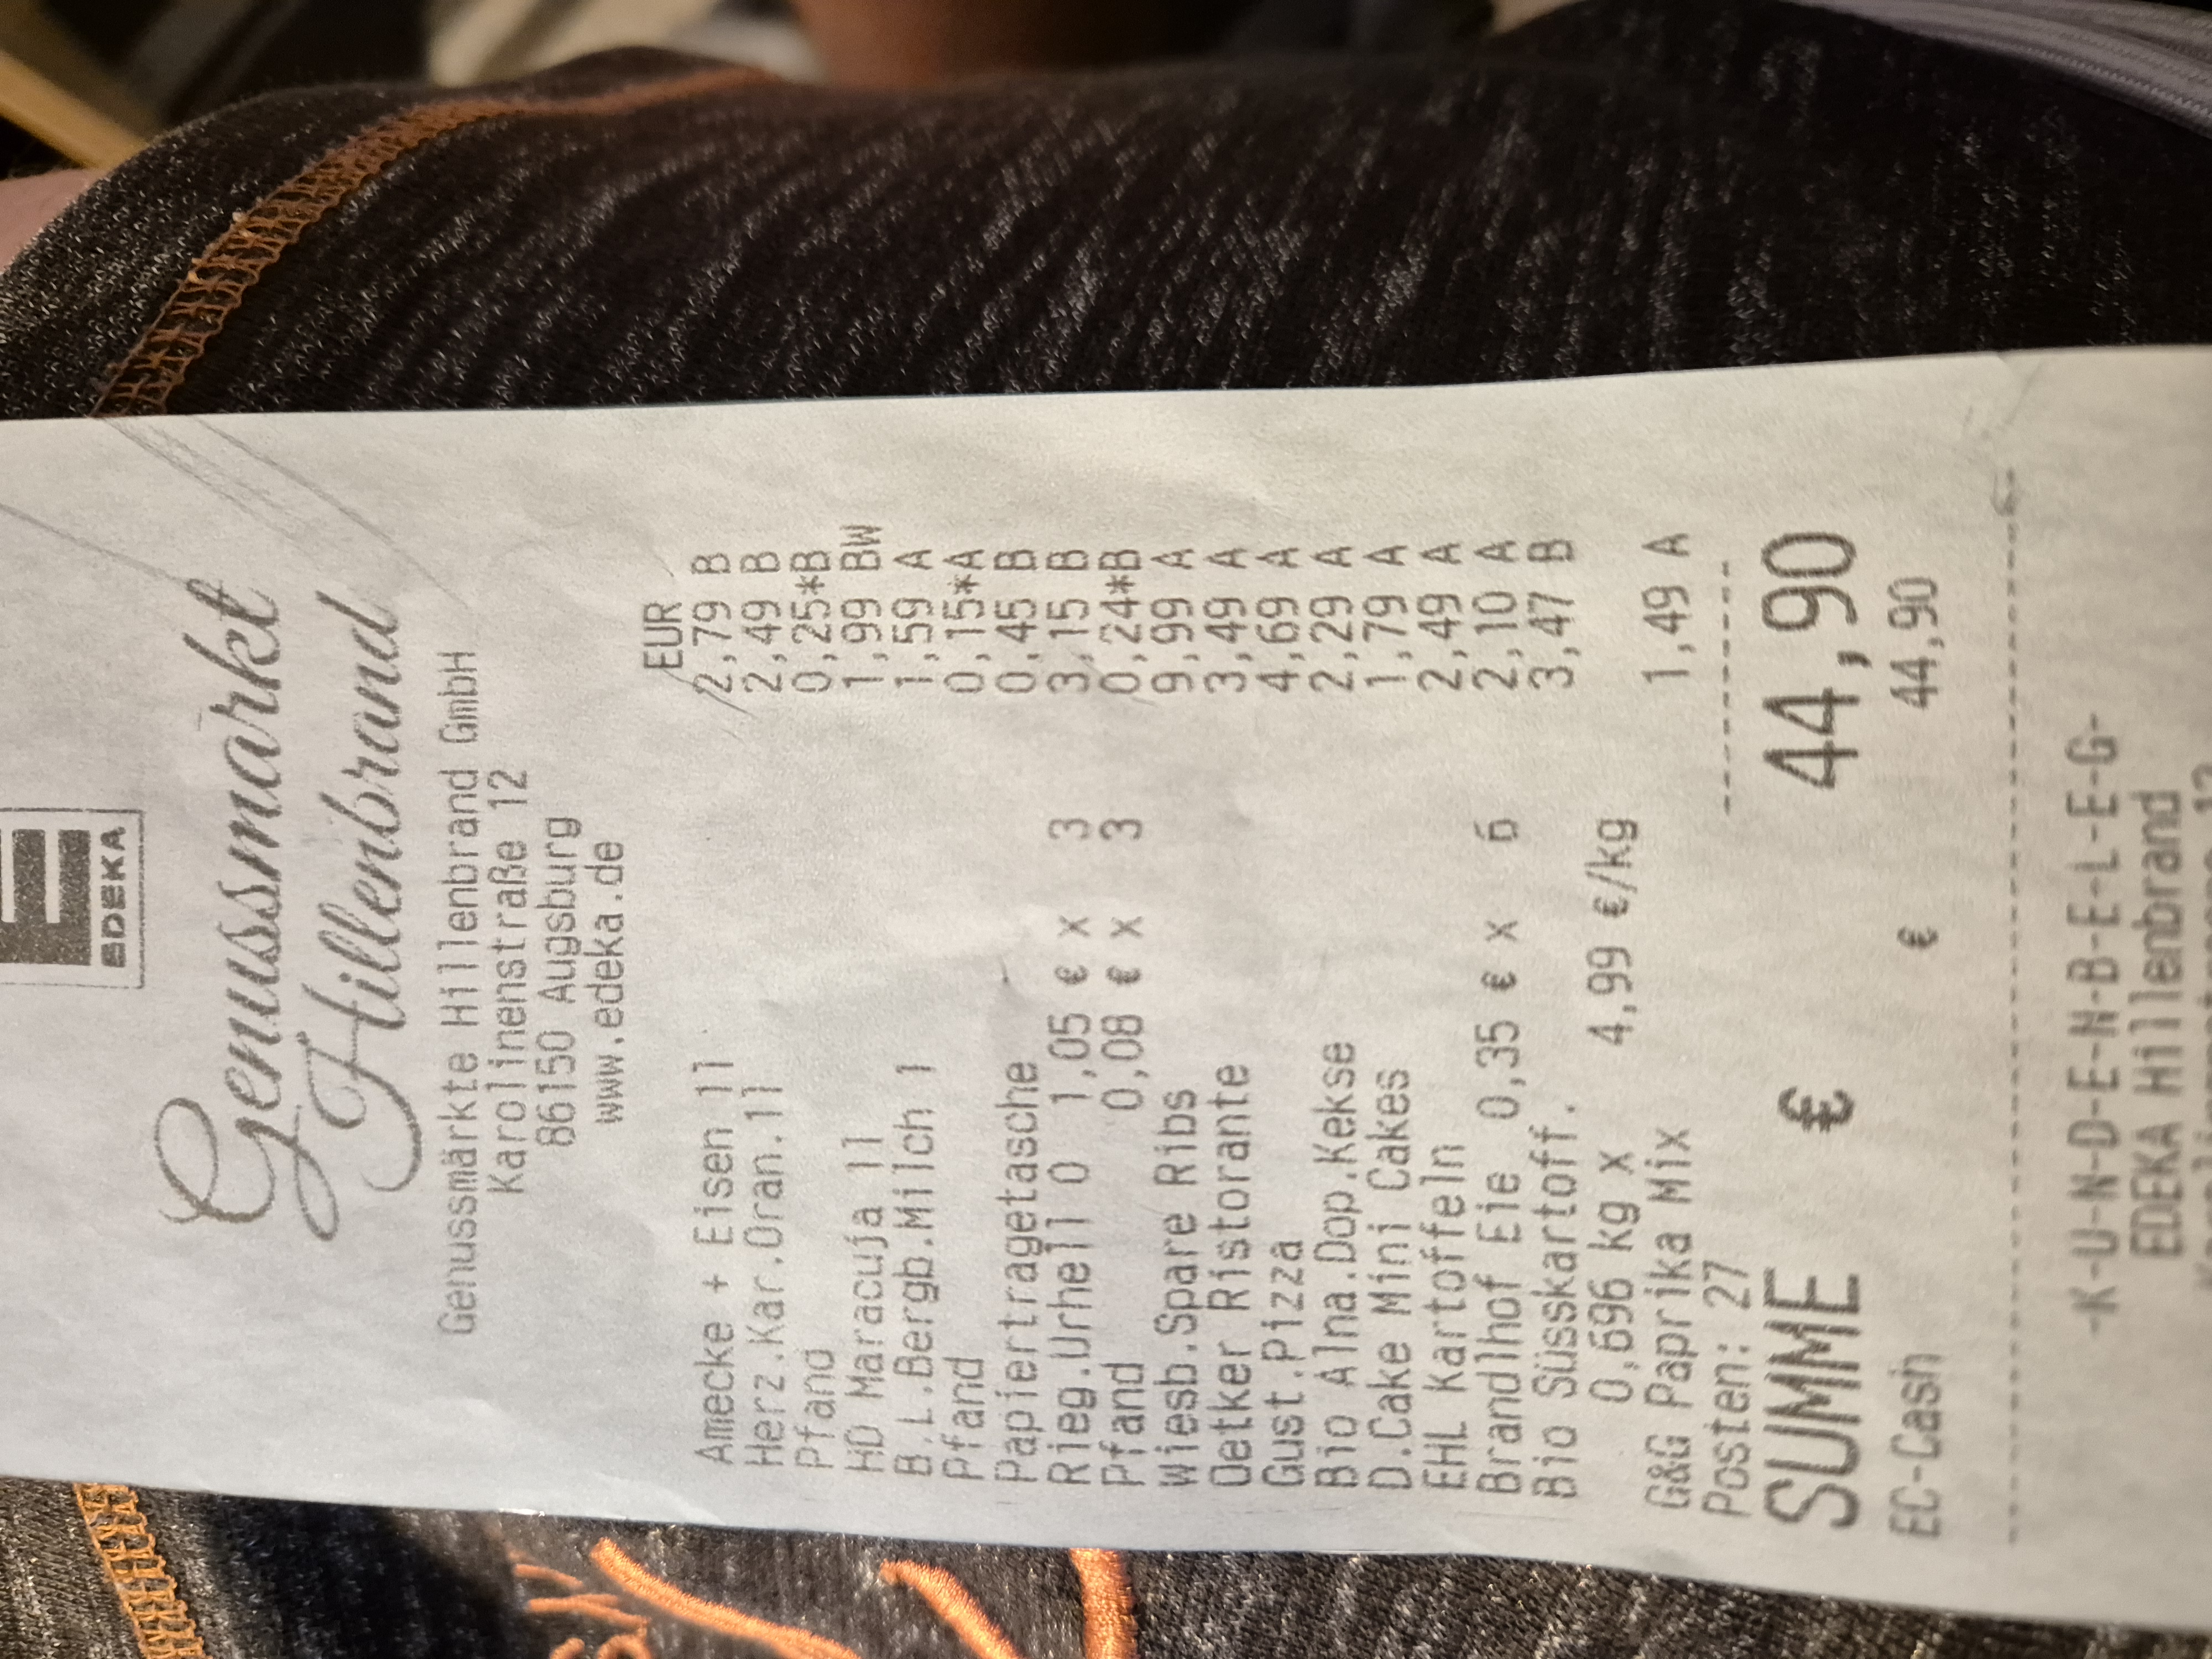 EDEKA
Genussmarkt
Hillenbrand
Genussmärkte Hillenbrand GmbH
Karolinenstraße 12
86150 Augsburg
www.edeka.de
EUR
Amecke + Eisen 1l 2,79 B
Herz.Kar.Oran.1l 2,49 B
Pfand 0,25*B
HD Maracuja 1l 1,99 BW
B.L.Bergb.Milch 1 1,59 A
Pfand 0,15*A
Papiertragetasche 0,45 B
Rieg.Urhell 0 1,05 € x 3 3,15 B
Pfand 0,08 € x 3 0,24*B
Wiesb.Spare Ribs 9,99 A
Oetker Ristorante 3,49 A
Gust.Pizza 4,69 A
Bio Alna.Dop.Kekse 2,29 A
D.Cake Mini Cakes 1,79 A
EHL Kartoffeln 2,49 A
Brandlhof Eie 0,35 € x 6 2,10 A
Bio Süsskartoff. 3,47 B
0,696 kg x 4,99 €/kg
G&G Paprika Mix 1,49 A
Posten: 27 ----------
SUMME € 44,90
EC-Cash € 44,90
-K-U-N-D-E-N-B-E-L-E-G-
EDEKA Hillenbrand